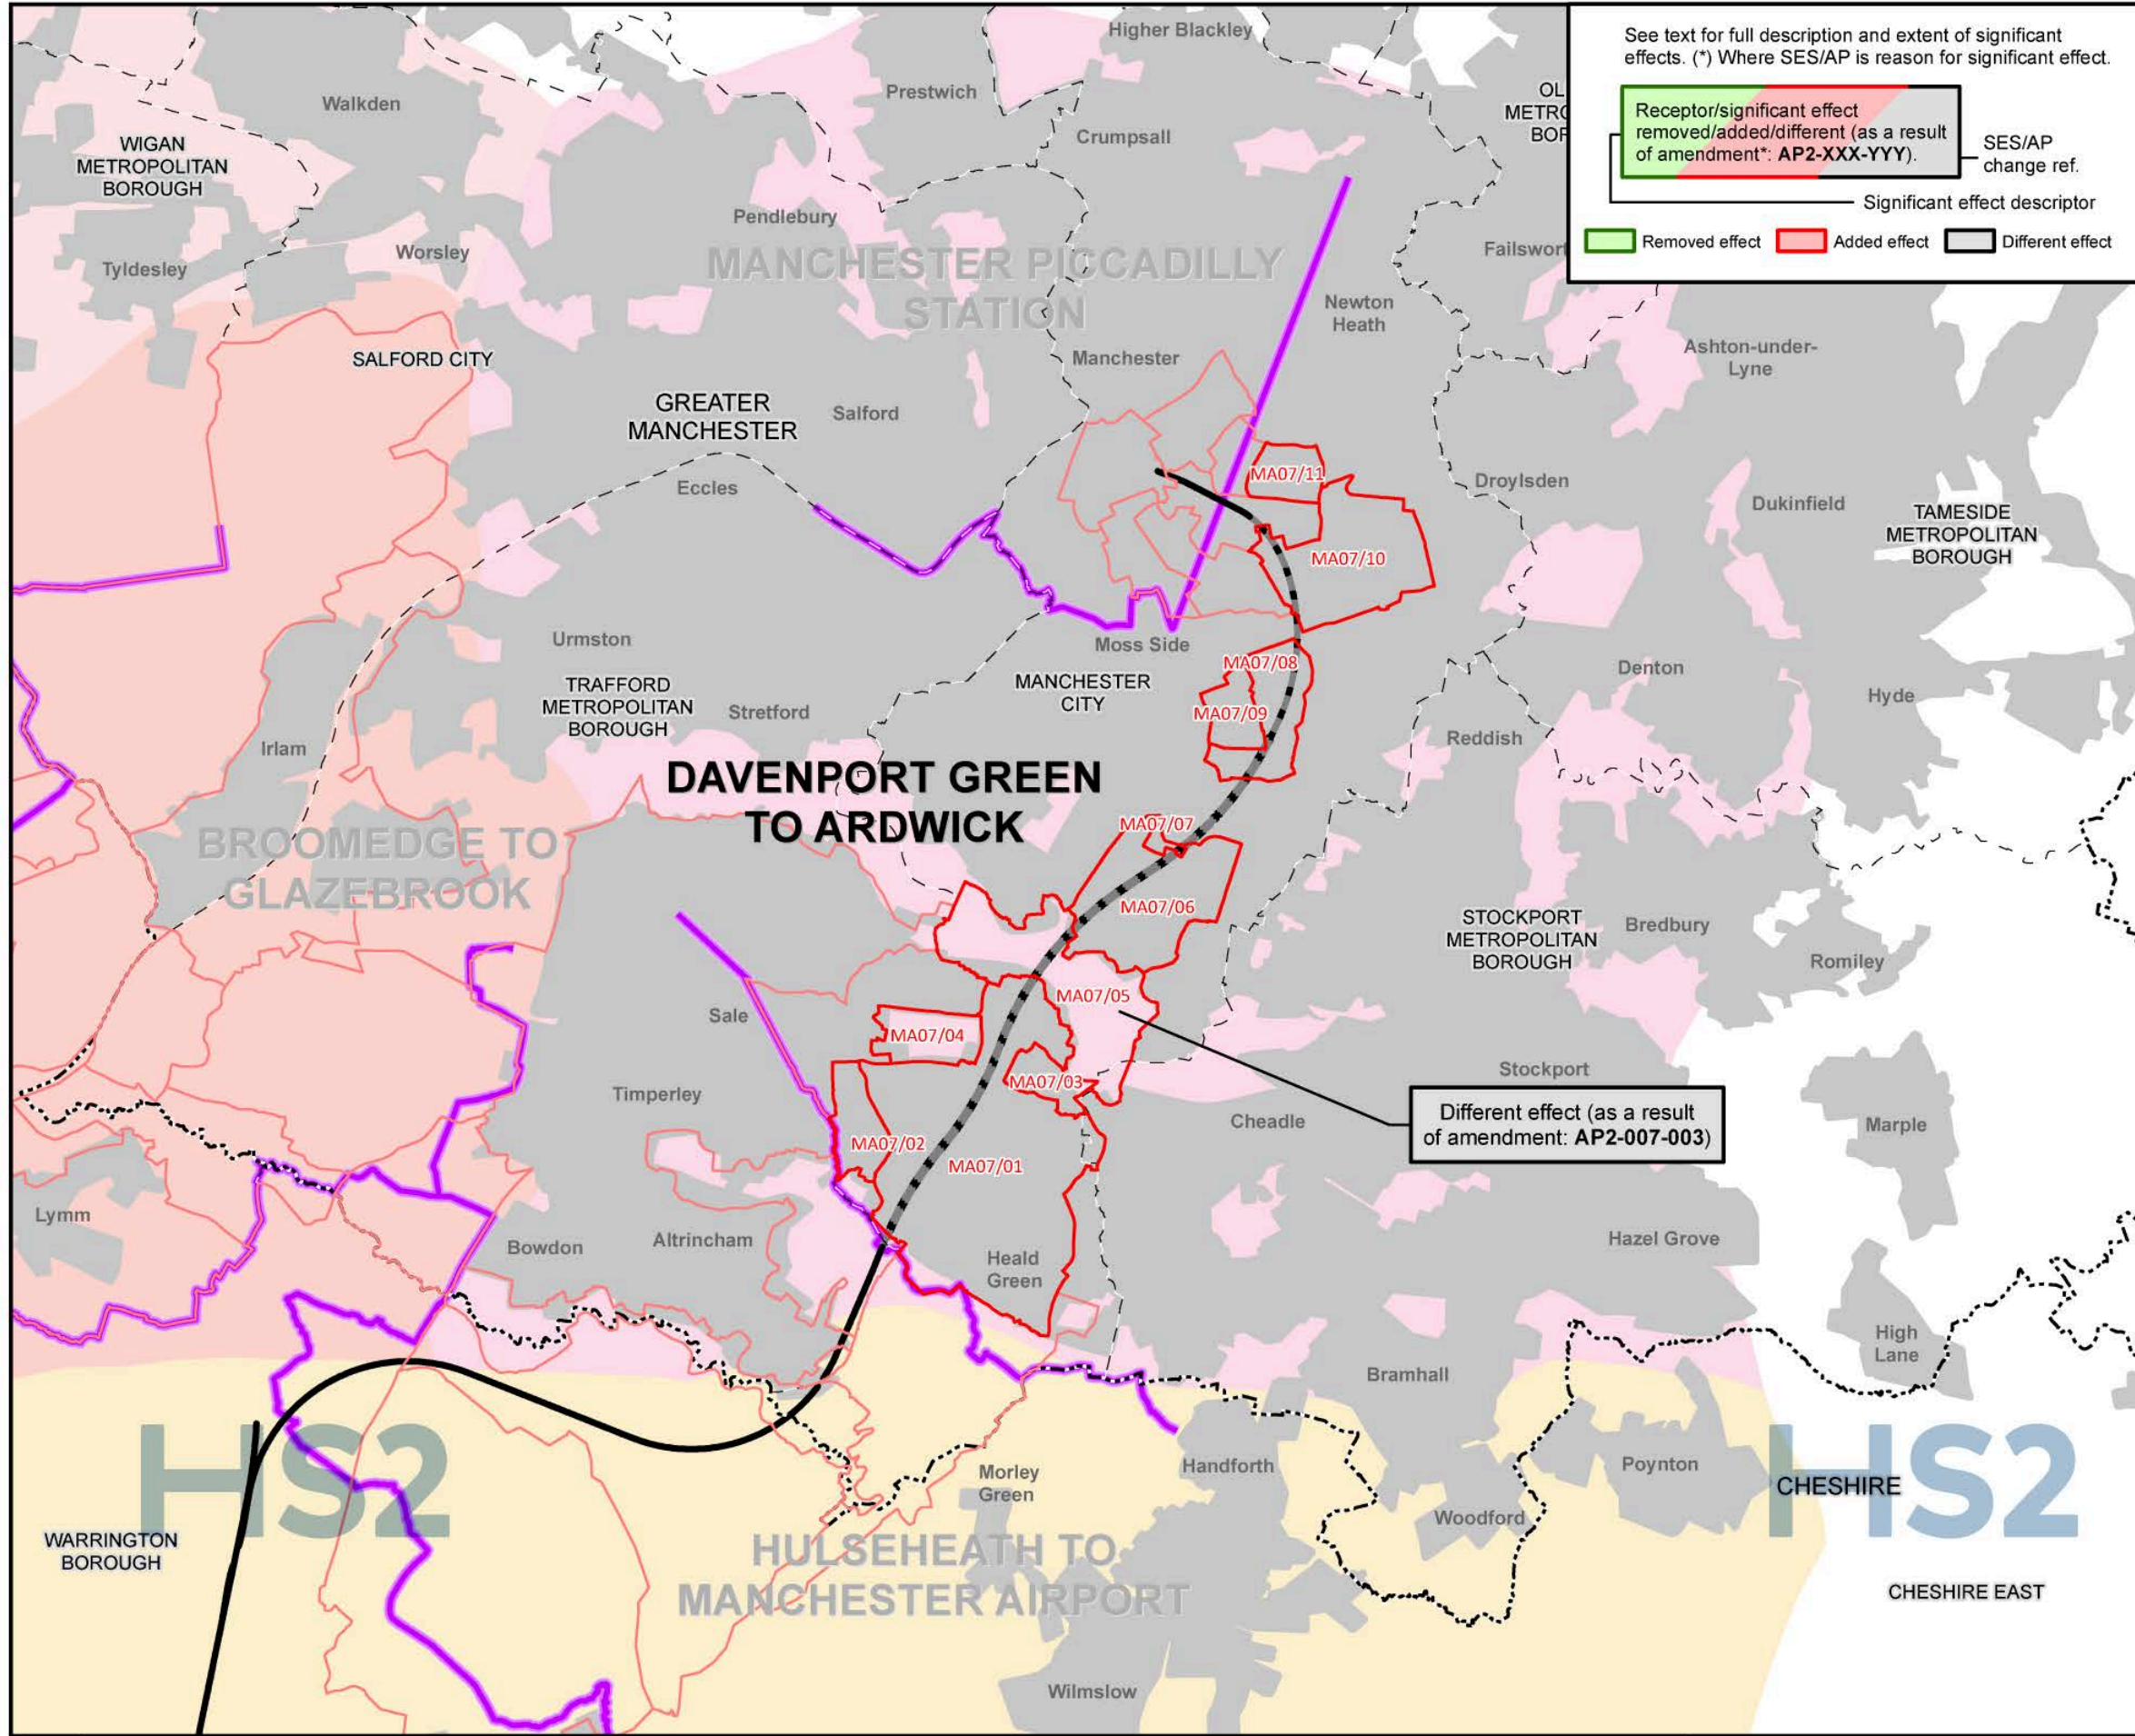 See text for full description and extent of significant
effects. (*) Where SES/AP is reason for significant effect.
Receptor/significant effect
removed/added/different (as a result
of amendment*: AP2-XXX-YYY).
SES/AP
change ref.
Significant effect descriptor
Removed effect
Added effect
Different effect
Higher Blackley
Prestwich
Walkden
Crumpsall
OL
METRO
BOR
WIGAN
METROPOLITAN
BOROUGH
Pendlebury
Worsley
Tyldesley
Failswort
MANCHESTER PICCADILLY
STATION
Newton
Heath
Manchester
Ashton-under-
Lyne
SALFORD CITY
GREATER
MANCHESTER
Salford
Eccles
MA07/11
Droylsden
Dukinfield
TAMESIDE
METROPOLITAN
BOROUGH
MA07/10
Urmston
Moss Side
MA07/08
Denton
TRAFFORD
METROPOLITAN
BOROUGH
MANCHESTER
CITY
Hyde
Stretford
MA07/09
Reddish
Irlam
DAVENPORT GREEN
TO ARDWICK
MA07/07
BROOMEDGE TO
GLAZEBROOK
MA07/06
STOCKPORT
METROPOLITAN
BOROUGH
Bredbury
Romiley
MA07/05
Sale
MA07/04
Stockport
MA07/03
Timperley
Different effect (as a result
of amendment: AP2-007-003)
Cheadle
Marple
MA07/02
MA07/01
Lymm
Bowdon
Altrincham
Heald
Green
Hazel Grove
High
Lane
Bramhall
HS2
Morley
Green
Handforth
Poynton
CHESHIRE
HS2
Woodford
WARRINGTON
BOROUGH
HULSEHEATH TO
MANCHESTER AIRPORT
CHESHIRE EAST
Wilmslow